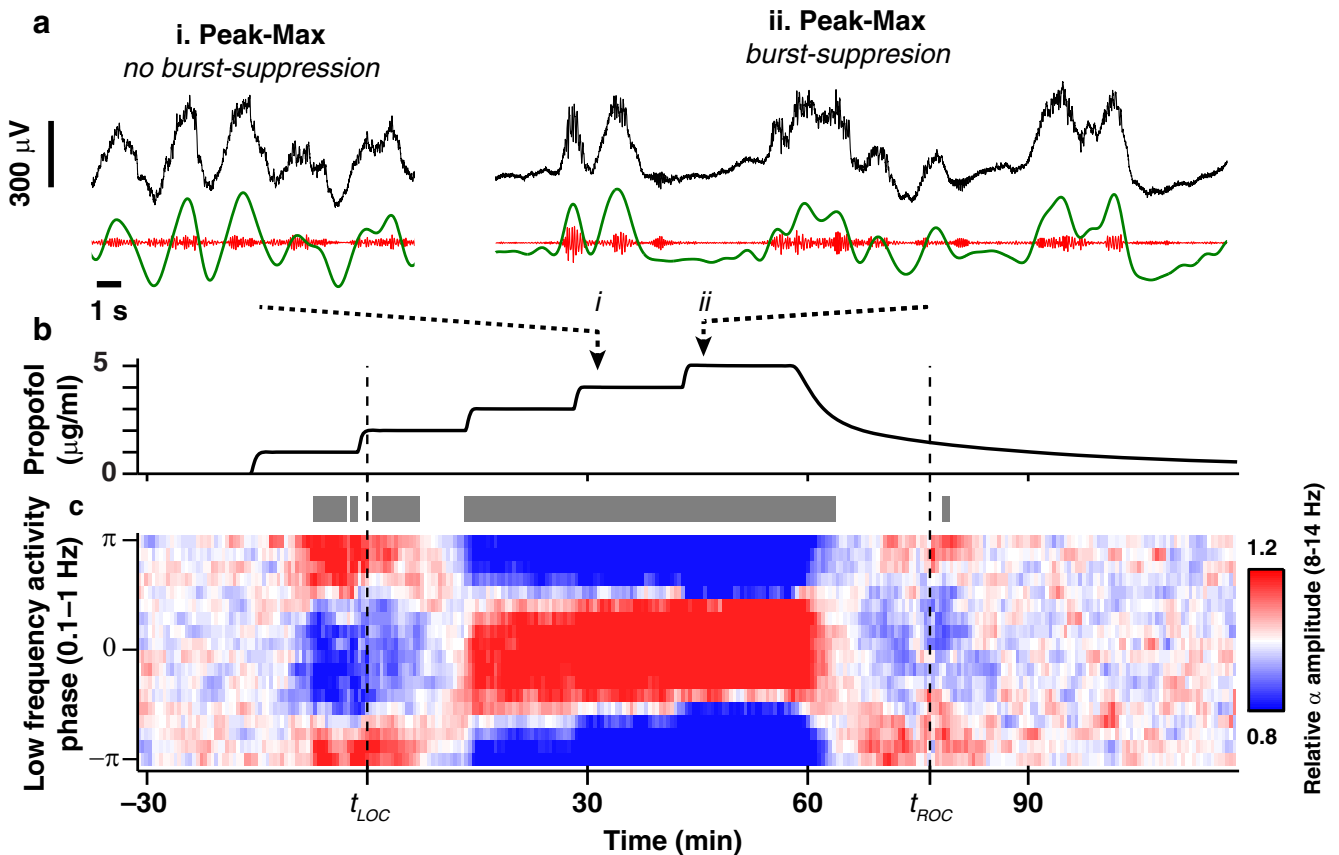 a
i. Peak-Max
no burst-suppression
ii. Peak-Max
burst-suppresion
300 μV
1 s
i
ii
b
Propofol
(μg/ml)
5
0
c
Low frequency activity
phase (0.1–1 Hz)
π
0
−π
1.2
0.8
Relative α amplitude (8-14 Hz)
−30
tLOC
30
60
tROC
90
Time (min)